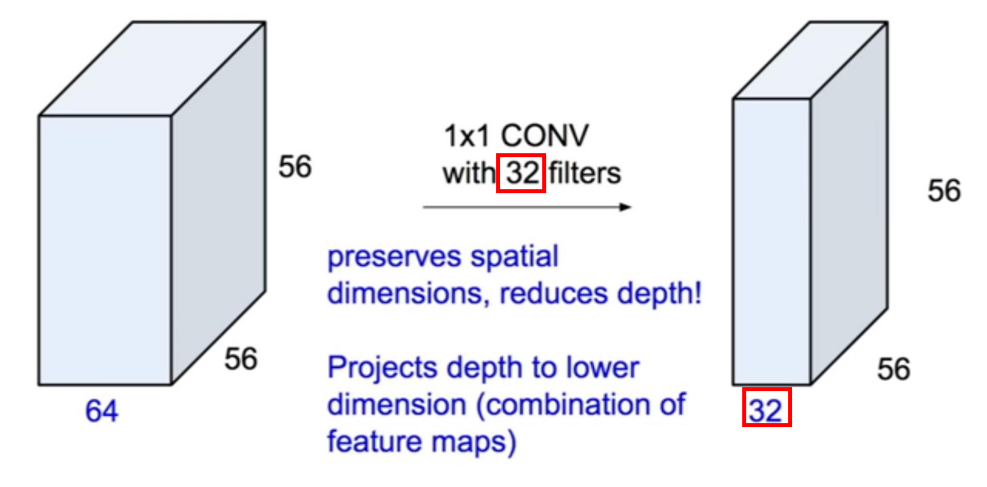 56
56
64
1x1 CONV
with 32 filters
preserves spatial
dimensions, reduces depth!
Projects depth to lower
dimension (combination of
feature maps)
56
56
32